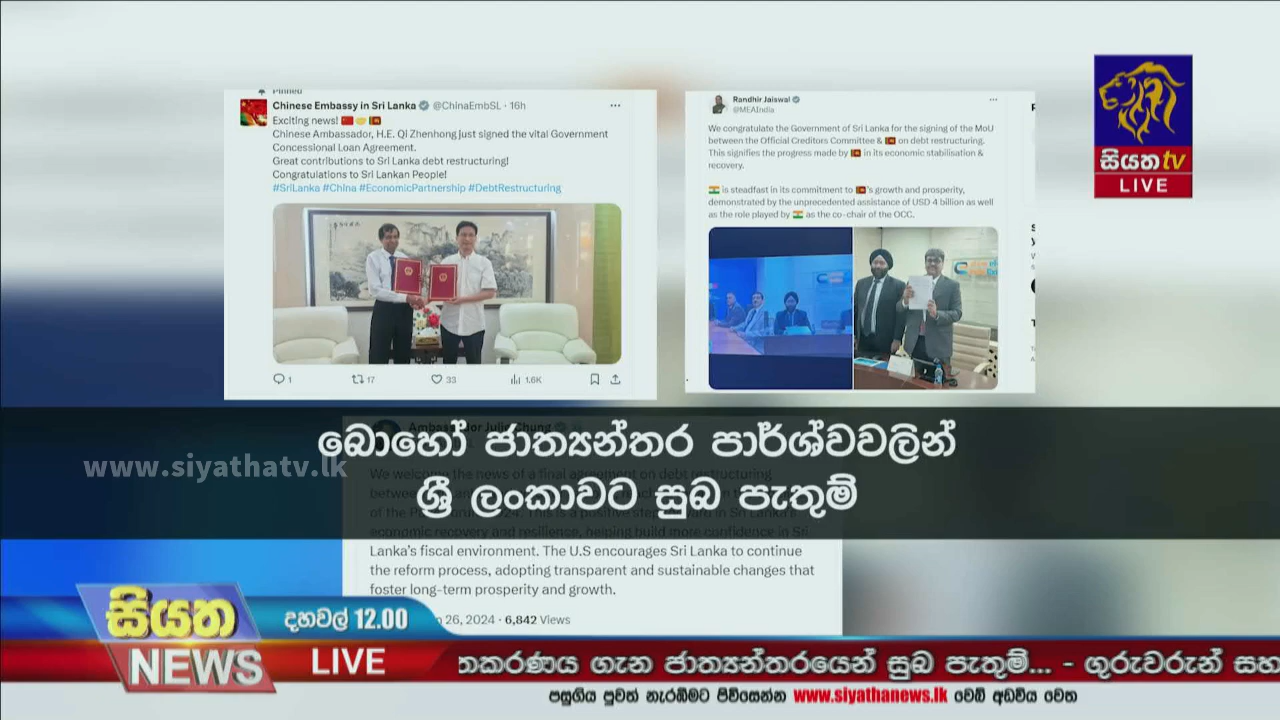 Pinned
Chinese Embassy in Sri Lanka @ChinaEmbSL · 16h
Exciting news! 🇨🇳🤝🇱🇰
Chinese Ambassador, H.E. QI Zhenhong just signed the vital Government
Concessional Loan Agreement.
Great contributions to Sri Lanka debt restructuring!
Congratulations to Sri Lankan People!
#SriLanka #China #EconomicPartnership #DebtRestructuring
1 17 33 1.6K
Randhir Jaiswal
@MEAIndia
We congratulate the Government of Sri Lanka for the signing of the MoU
between the Official Creditors Committee & 🇱🇰 on debt restructuring.
This signifies the progress made by 🇱🇰 in its economic stabilisation &
recovery.
🇮🇳 is steadfast in its commitment to 🇱🇰's growth and prosperity,
demonstrated by the unprecedented assistance of USD 4 billion as well
as the role played by 🇮🇳 as the co-chair of the OCC.
සියත tv
LIVE
Ambassador Julie Chung
බොහෝ ජාත්‍යන්තර පාර්ශ්වවලින්
ශ්‍රී ලංකාවට සුබ පැතුම්
www.siyathatv.lk
We welcome the news of a final agreement on debt restructuring
economic recovery and resilience, helping build more confidence in Sri
Lanka's fiscal environment. The U.S encourages Sri Lanka to continue
the reform process, adopting transparent and sustainable changes that
foster long-term prosperity and growth.
26, 2024 · 6,842 Views
සියත
NEWS
දහවල් 12.00
LIVE
තකරණය ගැන ජාත්‍යන්තරයෙන් සුබ පැතුම්... - ගුරුවරුන් සහ
පසුගිය පුවත් නැරඹීමට පිවිසෙන්න www.siyathanews.lk වෙබ් අඩවිය වෙත